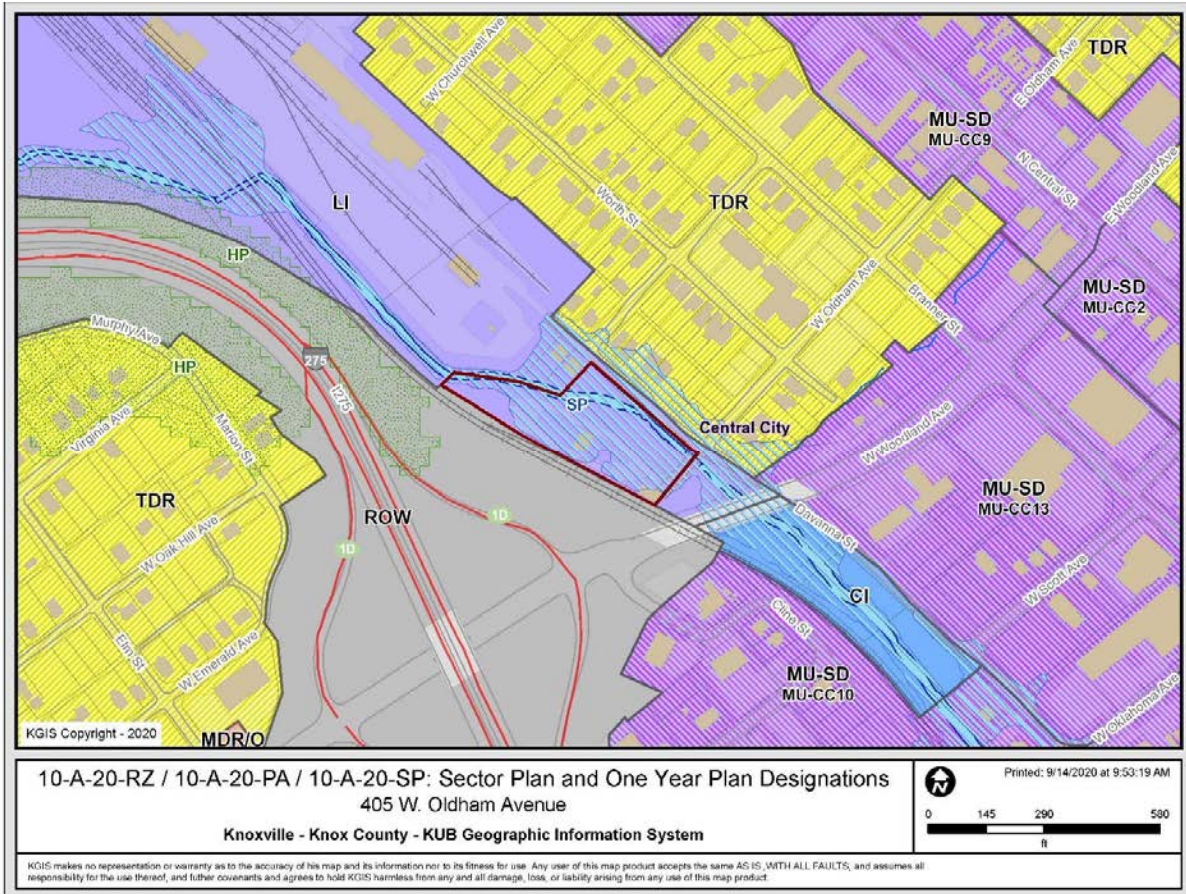 W Churchwell Ave
E Oldham Ave
TDR
MU-SD
MU-CC9
N Central St
E Woodland Ave
LI
TDR
Worth St
HP
W Oldham Ave
Branner St
MU-SD
MU-CC2
Murphy Ave
HP
275
I275
SP
Central City
Virginia Ave
Marion St
W Woodland Ave
TDR
ROW
1D
MU-SD
MU-CC13
W Oak Hill Ave
1D
Davanna St
CI
W Scott Ave
Elm St
W Emerald Ave
Cline St
MU-SD
MU-CC10
W Oklahoma Ave
KGIS Copyright - 2020
MDR/O
10-A-20-RZ / 10-A-20-PA / 10-A-20-SP: Sector Plan and One Year Plan Designations
405 W. Oldham Avenue
Knoxville - Knox County - KUB Geographic Information System
N
Printed: 9/14/2020 at 9:53:19 AM
0 145 290 580
ft
KGIS makes no representation or warranty as to the accuracy of his map and its information nor to its fitness for use. Any user of this map product accepts the same AS IS ,WITH ALL FAULTS, and assumes all
responsibility for the use thereof, and futher covenants and agrees to hold KGIS harmless from any and all damage, loss, or liability arising from any use of this map product.